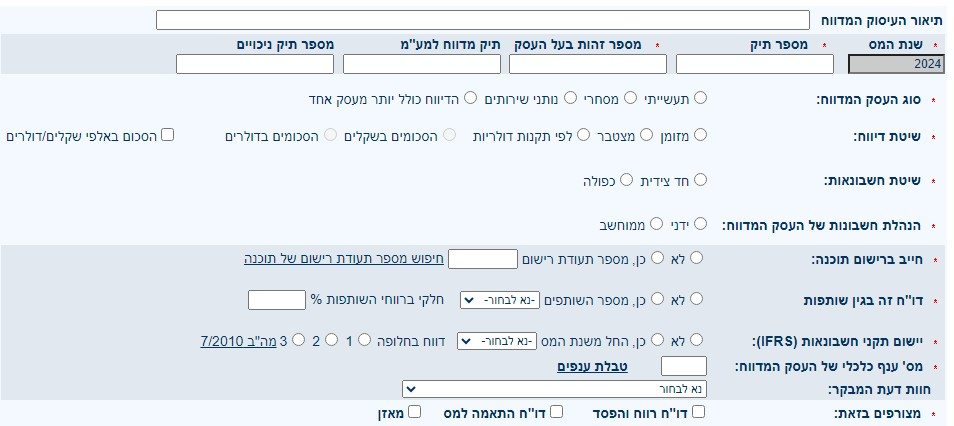 תיאור העיסוק המדווח
* שנת המס * מספר תיק * מספר זהות בעל העסק תיק מדווח למע"מ מספר תיק ניכויים
2024
* סוג העסק המדווח: תעשייתי מסחרי נותני שירותים הדיווח כולל יותר מעסק אחד
* שיטת דיווח: מזומן מצטבר לפי תקנות דולריות הסכומים בשקלים הסכומים בדולרים הסכום באלפי שקלים/דולרים
* שיטת חשבונאות: חד צידית כפולה
* הנהלת חשבונות של העסק המדווח: ידני ממוחשב
* חייב ברישום תוכנה: לא כן, מספר תעודת רישום חיפוש מספר תעודת רישום של תוכנה
* דו"ח זה בגין שותפות לא כן, מספר השותפים -נא לבחור- חלקי ברווחי השותפות %
* יישום תקני חשבונאות (IFRS): לא כן, החל משנת המס -נא לבחור- דווח בחלופה 1 2 3 מה"ב 7/2010
* מס' ענף כלכלי של העסק המדווח: טבלת ענפים
חוות דעת המבקר: נא לבחור
* מצורפים בזאת: דו"ח רווח והפסד דו"ח התאמה למס מאזן